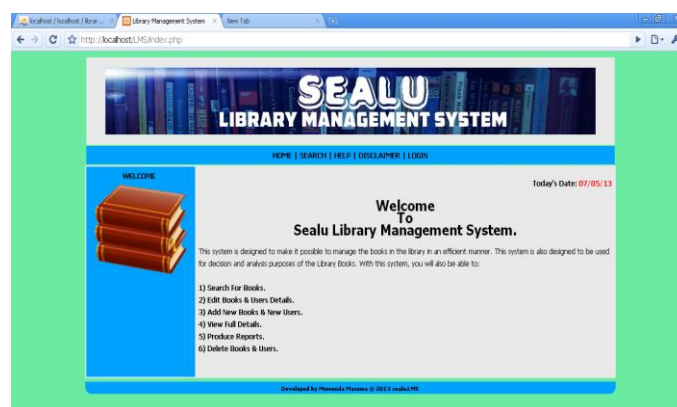 localhost / localhost / librar...
Library Management System
New Tab
http://localhost/LMS/index.php
SEALU
LIBRARY MANAGEMENT SYSTEM
HOME | SEARCH | HELP | DISCLAIMER | LOGIN
WELCOME
Today's Date: 07/05/13
Welcome
To
Sealu Library Management System.
This system is designed to make it possible to manage the books in the library in an efficient manner. This system is also designed to be used
for decision and analysis purposes of the Library Books. With this system, you will also be able to:
1) Search For Books.
2) Edit Books & Users Details.
3) Add New Books & New Users.
4) View Full Details.
5) Produce Reports.
6) Delete Books & Users.
Developed by @ 2013 sealu.LMS